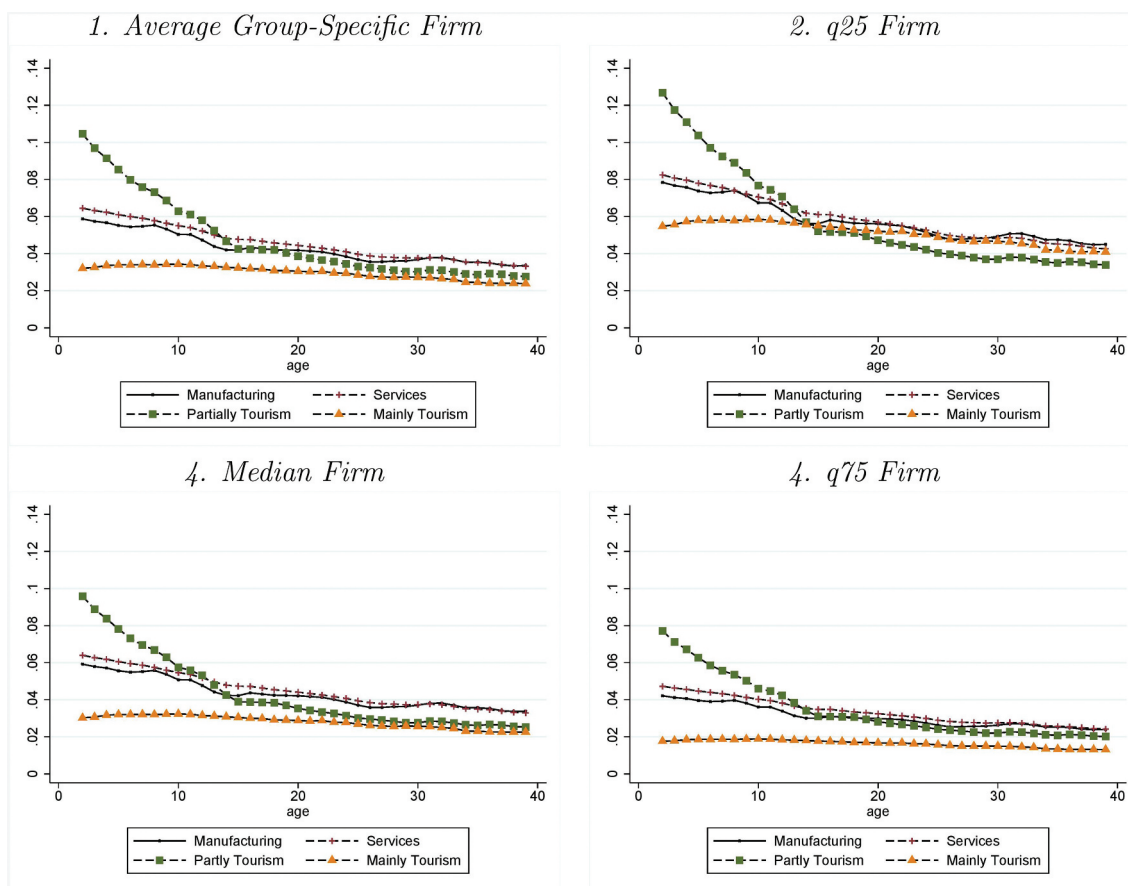 1. Average Group-Specific Firm
.14
.12
.1
.08
.06
.04
.02
0
0 10 20 30 40
age
Manufacturing Services
Partially Tourism Mainly Tourism
2. q25 Firm
.14
.12
.1
.08
.06
.04
.02
0
0 10 20 30 40
age
Manufacturing Services
Partly Tourism Mainly Tourism
4. Median Firm
.14
.12
.1
.08
.06
.04
.02
0
0 10 20 30 40
age
Manufacturing Services
Partly Tourism Mainly Tourism
4. q75 Firm
.14
.12
.1
.08
.06
.04
.02
0
0 10 20 30 40
age
Manufacturing Services
Partly Tourism Mainly Tourism